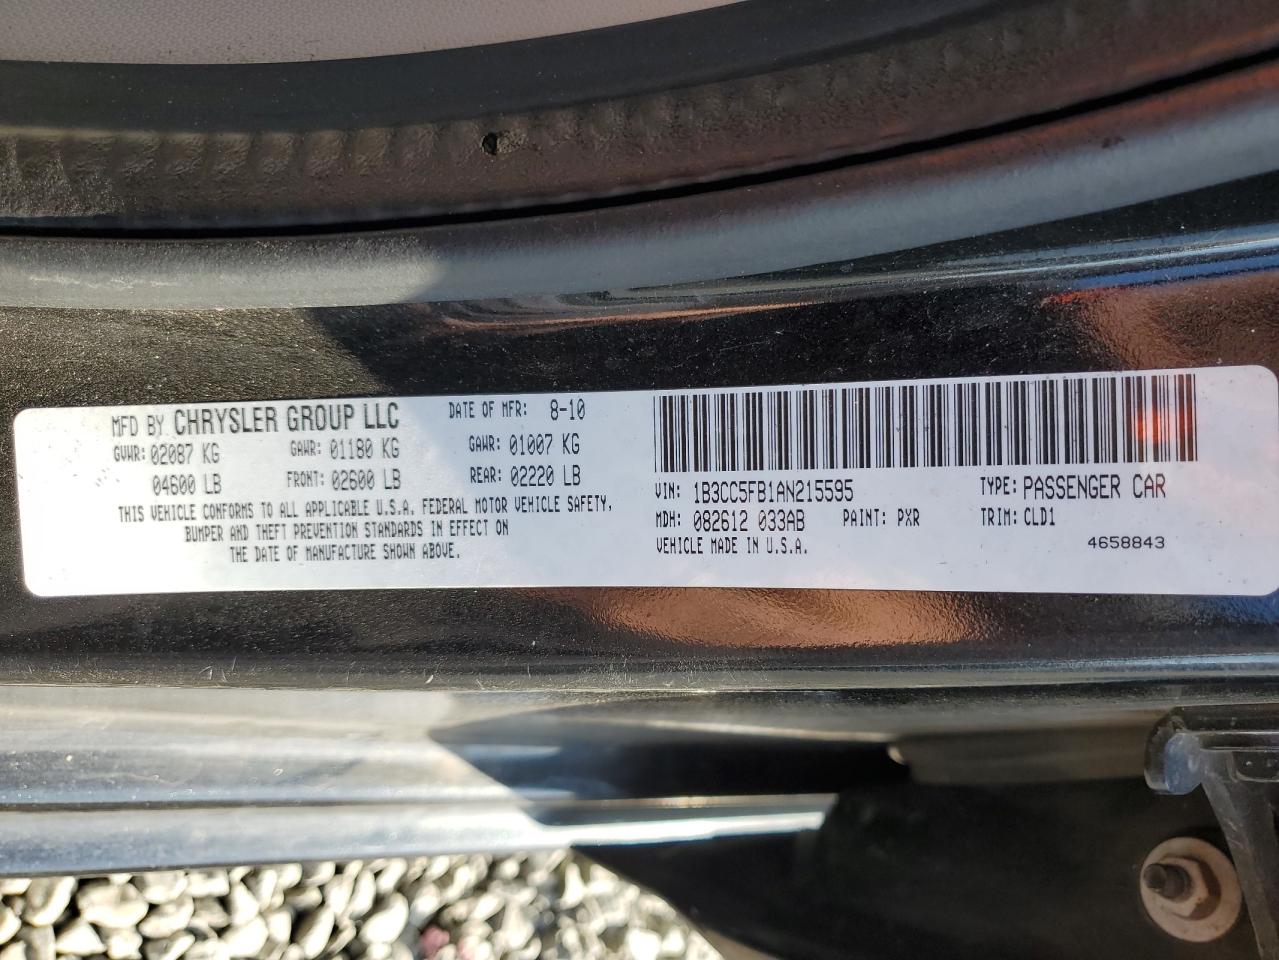 MFD BY CHRYSLER GROUP LLC DATE OF MFR: 8-10
GVWR: 02087 KG GAWR: 01180 KG GAWR: 01007 KG
04600 LB FRONT: 02600 LB REAR: 02220 LB
THIS VEHICLE CONFORMS TO ALL APPLICABLE U.S.A. FEDERAL MOTOR VEHICLE SAFETY,
BUMPER AND THEFT PREVENTION STANDARDS IN EFFECT ON
THE DATE OF MANUFACTURE SHOWN ABOVE.
VIN: 1B3CC5FB1AN215595 TYPE: PASSENGER CAR
MDH: 082612 033AB PAINT: PXR TRIM: CLD1
VEHICLE MADE IN U.S.A. 4658843